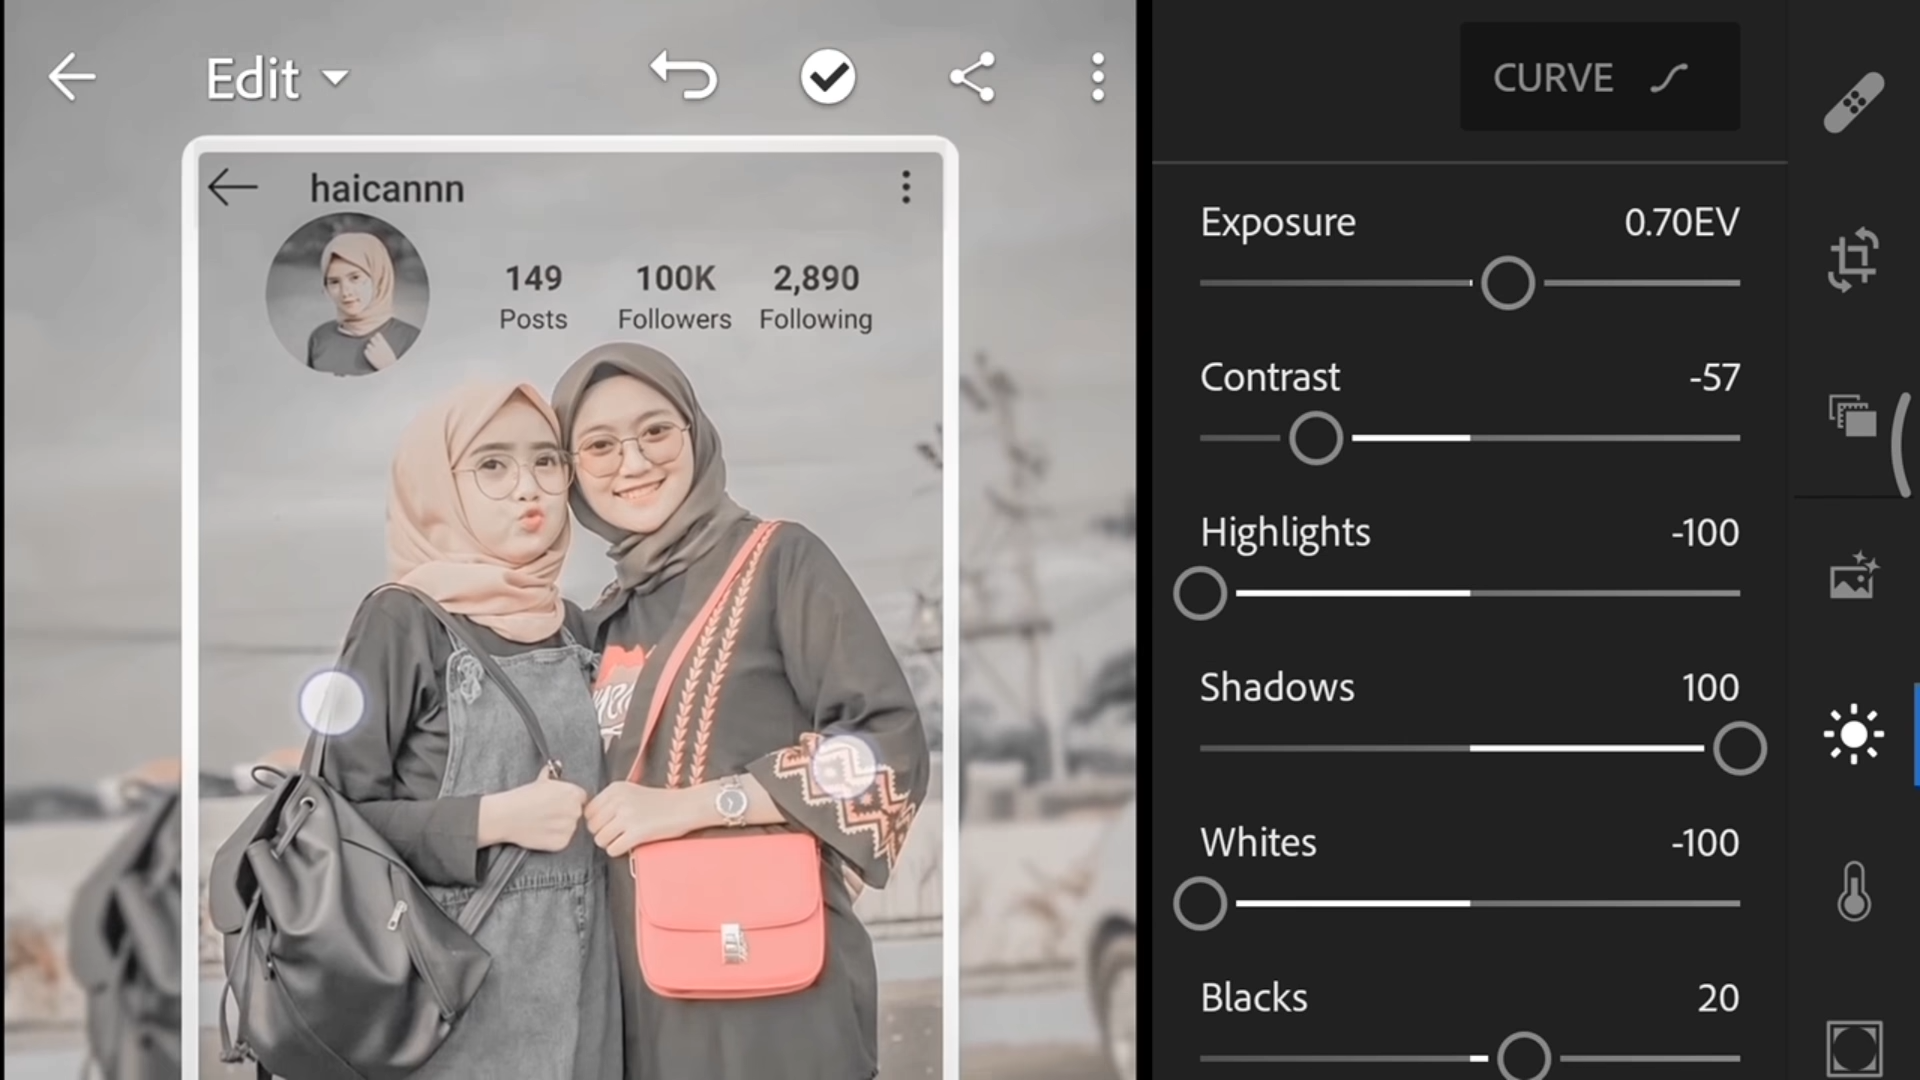 Edit
CURVE
haicannn
149 100K 2,890
Posts Followers Following
Exposure 0.70EV
Contrast -57
Highlights -100
Shadows 100
Whites -100
Blacks 20